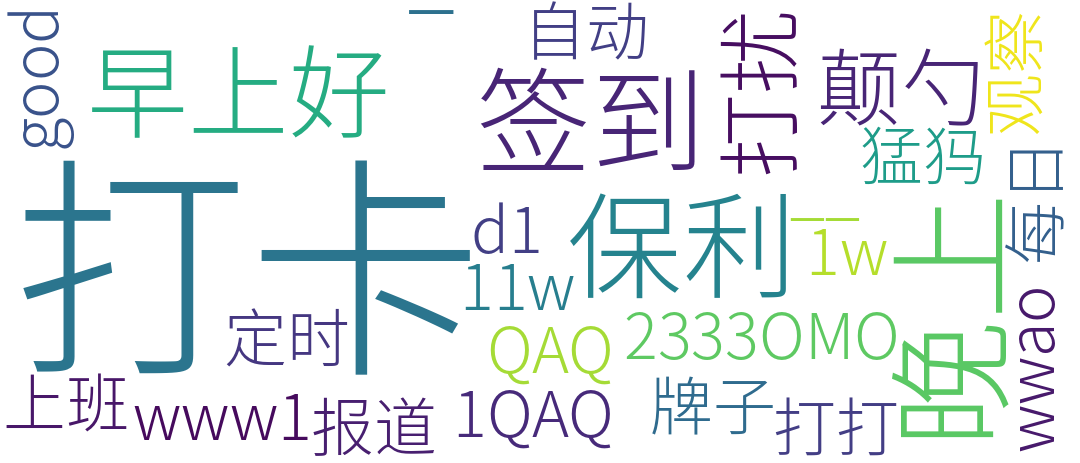 good
早上好
一
自动
签到
打扰
颠勺
观察
猛犸
打卡
d1
保利
一一
1w
晚上
每日
11w
定时
QAQ
2333OMO
wwao
上班
www1
报道
1QAQ
牌子
打打